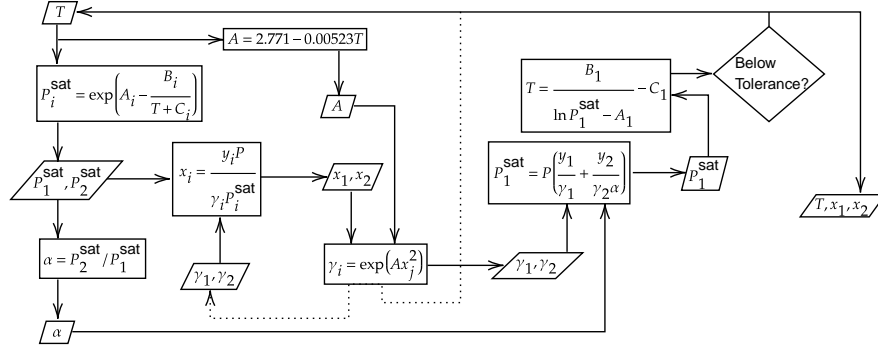 T
A = 2.771 − 0.00523T
P_i^sat = exp(A_i − B_i/(T + C_i))
A
P_1^sat, P_2^sat
x_i = y_i P/(γ_i P_i^sat)
x_1, x_2
α = P_2^sat / P_1^sat
γ_1, γ_2
γ_i = exp(Ax_j^2)
γ_1, γ_2
α
P_1^sat = P(y_1/γ_1 + y_2/(γ_2 α))
P_1^sat
T = B_1/(ln P_1^sat − A_1) − C_1
Below
Tolerance?
T, x_1, x_2